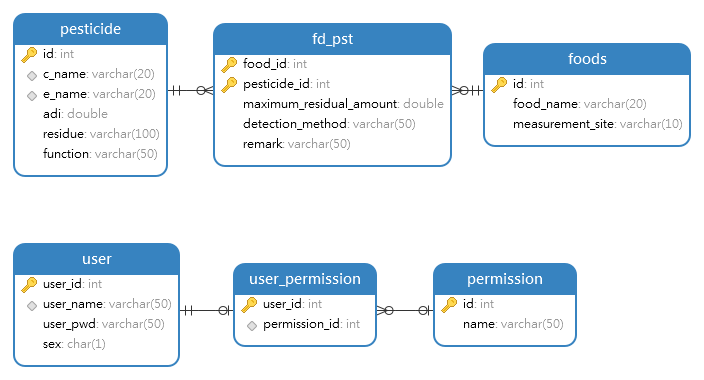 pesticide
id: int
c_name: varchar(20)
e_name: varchar(20)
adi: double
residue: varchar(100)
function: varchar(50)
fd_pst
food_id: int
pesticide_id: int
maximum_residual_amount: double
detection_method: varchar(50)
remark: varchar(50)
foods
id: int
food_name: varchar(20)
measurement_site: varchar(10)
user
user_id: int
user_name: varchar(50)
user_pwd: varchar(50)
sex: char(1)
user_permission
user_id: int
permission_id: int
permission
id: int
name: varchar(50)